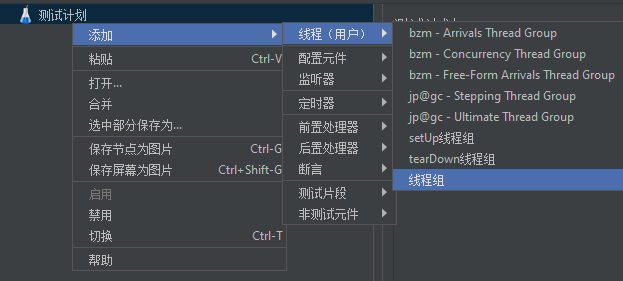 测试计划
添加
粘贴 Ctrl-V
打开...
合并
选中部分保存为...
保存节点为图片 Ctrl-G
保存屏幕为图片 Ctrl+Shift-G
启用
禁用
切换 Ctrl-T
帮助
线程（用户）
配置元件
监听器
定时器
前置处理器
后置处理器
断言
测试片段
非测试元件
bzm - Arrivals Thread Group
bzm - Concurrency Thread Group
bzm - Free-Form Arrivals Thread Group
jp@gc - Stepping Thread Group
jp@gc - Ultimate Thread Group
setUp线程组
tearDown线程组
线程组